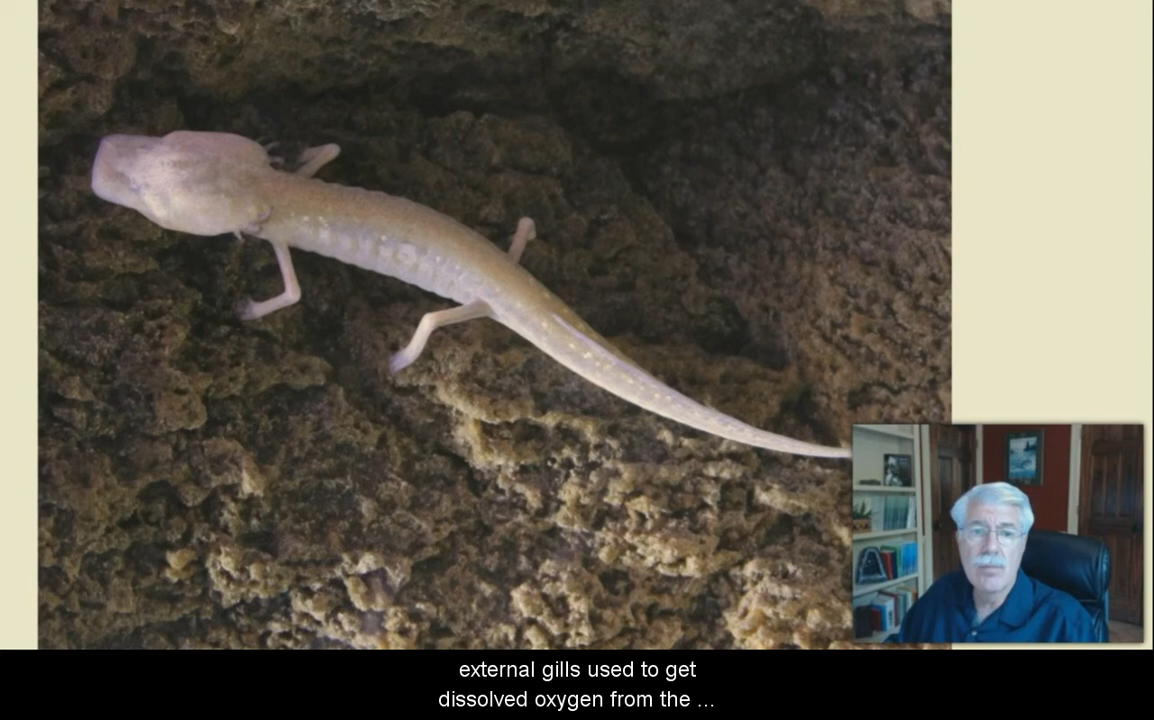 external gills used to get
dissolved oxygen from the ...